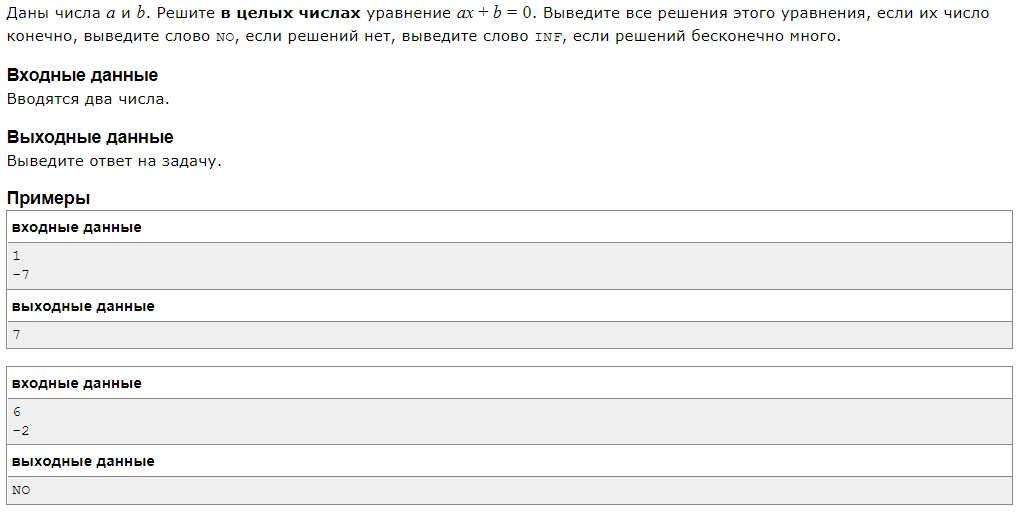 Даны числа a и b. Решите в целых числах уравнение ax + b = 0. Выведите все решения этого уравнения, если их число
конечно, выведите слово NO, если решений нет, выведите слово INF, если решений бесконечно много.
Входные данные
Вводятся два числа.
Выходные данные
Выведите ответ на задачу.
Примеры
входные данные
1
-7
выходные данные
7
входные данные
6
-2
выходные данные
NO